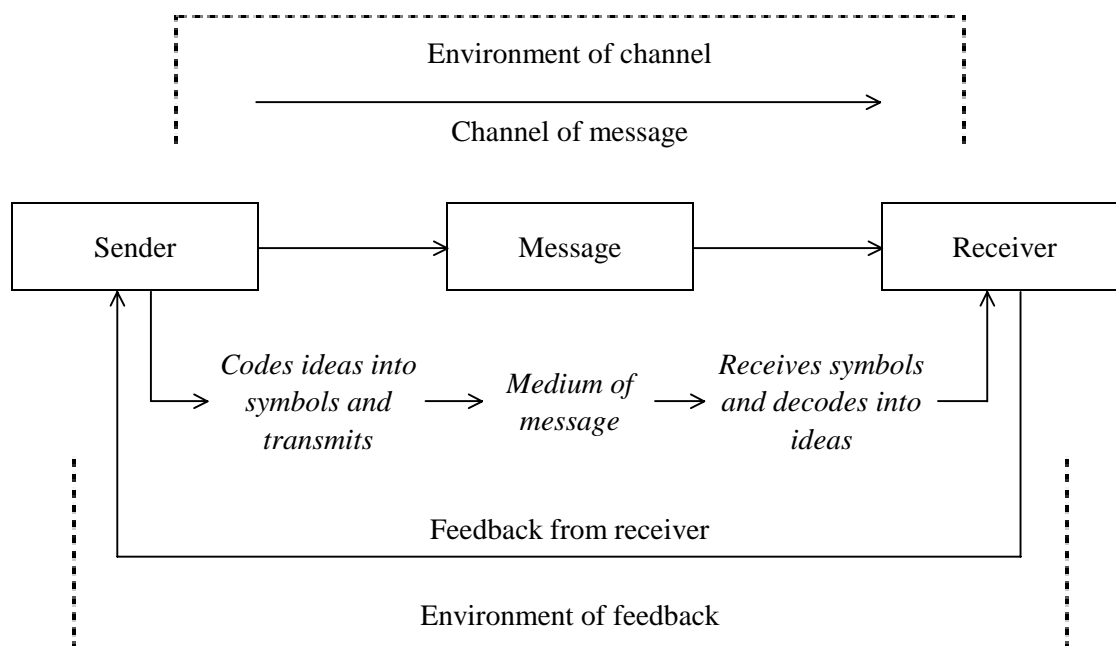 Environment of channel
Channel of message
Sender
Message
Receiver
Codes ideas into
symbols and
transmits
Medium of
message
Receives symbols
and decodes into
ideas
Feedback from receiver
Environment of feedback